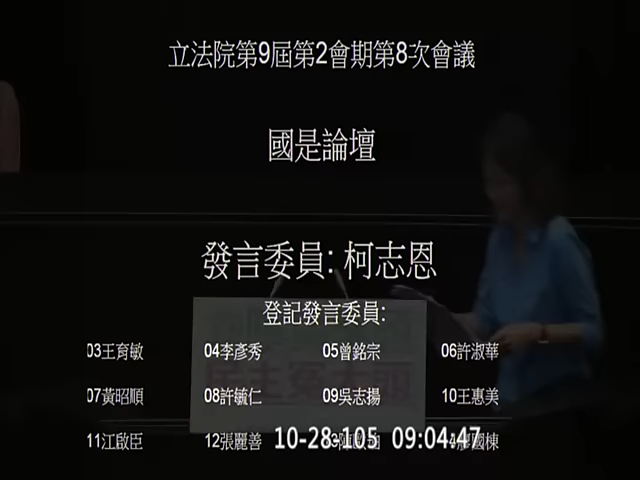 立法院第9屆第2會期第8次會議
國是論壇
發言委員: 柯志恩
登記發言委員:
03王育敏 04李彥秀 05曾銘宗 06許淑華
07黃昭順 08許毓仁 09吳志揚 10王惠美
11江啟臣 12張麗善 國棟
10-28-105 09:04:47